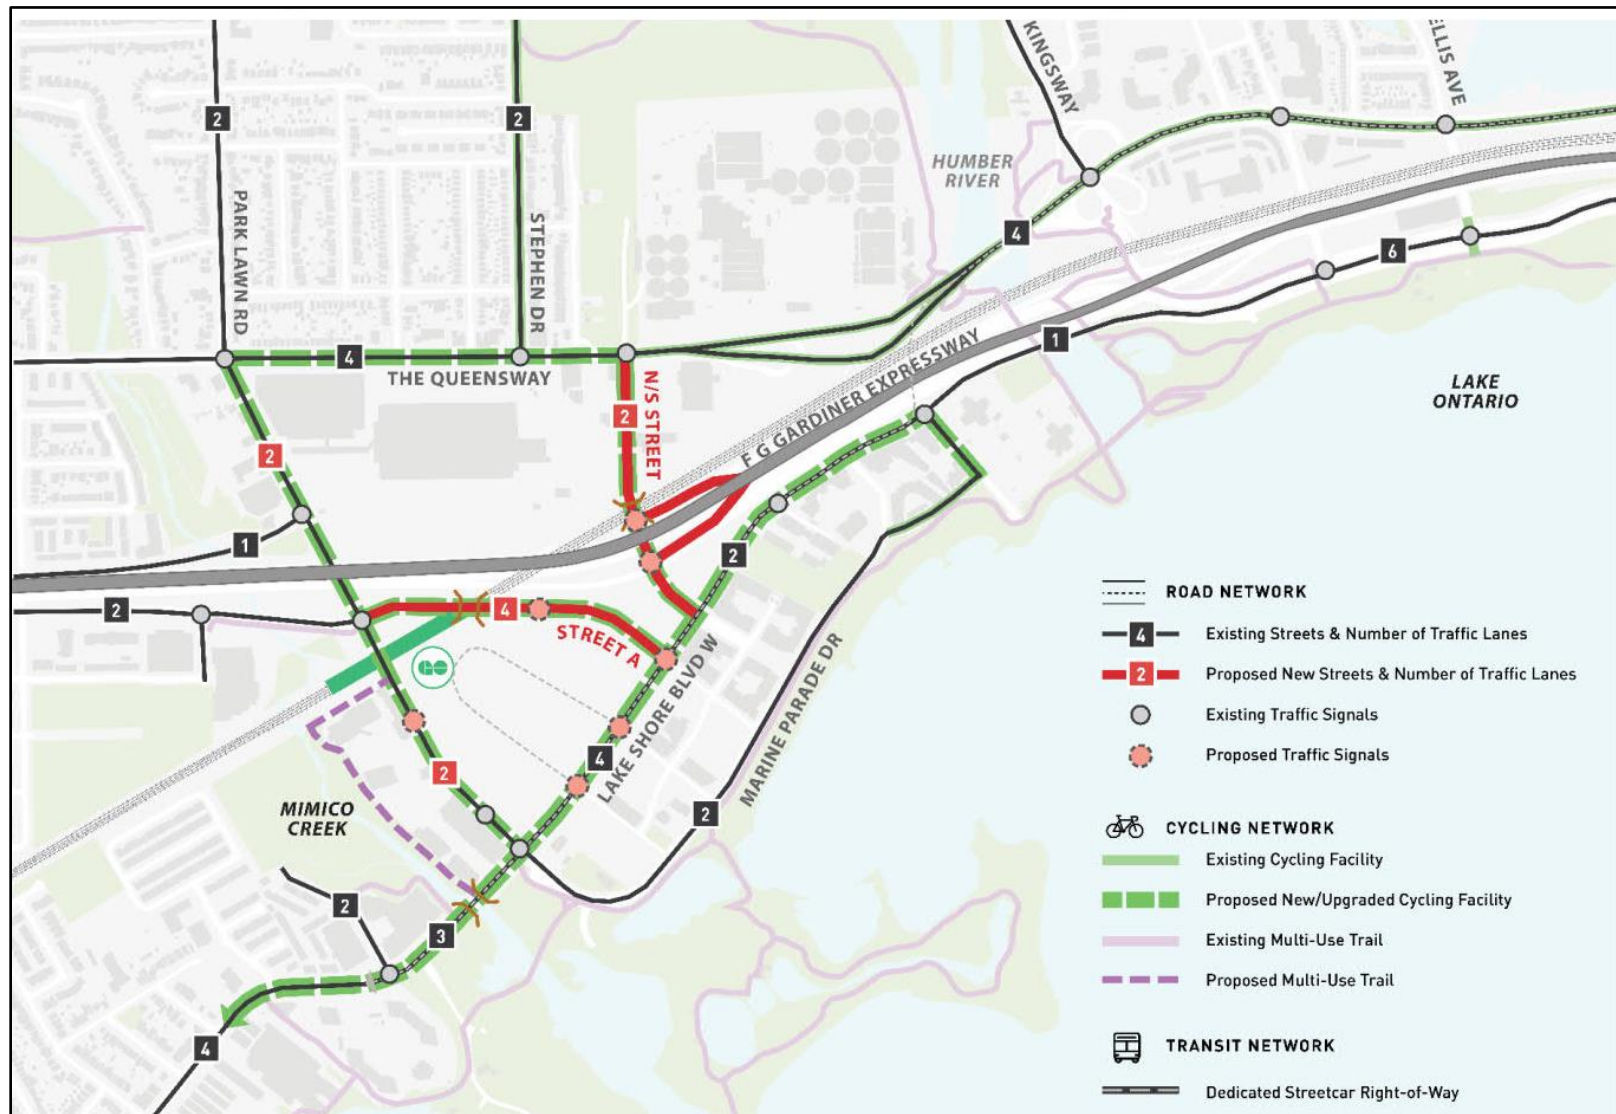 KINGSWAY
ELLIS AVE
2
2
HUMBER
RIVER
PARK LAWN RD
STEPHEN DR
4
6
1
4
THE QUEENSWAY
N/S STREET
F G GARDINER EXPRESSWAY
LAKE
ONTARIO
2
2
1
2
2
4
STREET A
GO
LAKE SHORE BLVD W
MARINE PARADE DR
4
2
2
MIMICO
CREEK
2
3
4
ROAD NETWORK
4 Existing Streets & Number of Traffic Lanes
2 Proposed New Streets & Number of Traffic Lanes
Existing Traffic Signals
Proposed Traffic Signals
CYCLING NETWORK
Existing Cycling Facility
Proposed New/Upgraded Cycling Facility
Existing Multi-Use Trail
Proposed Multi-Use Trail
TRANSIT NETWORK
Dedicated Streetcar Right-of-Way